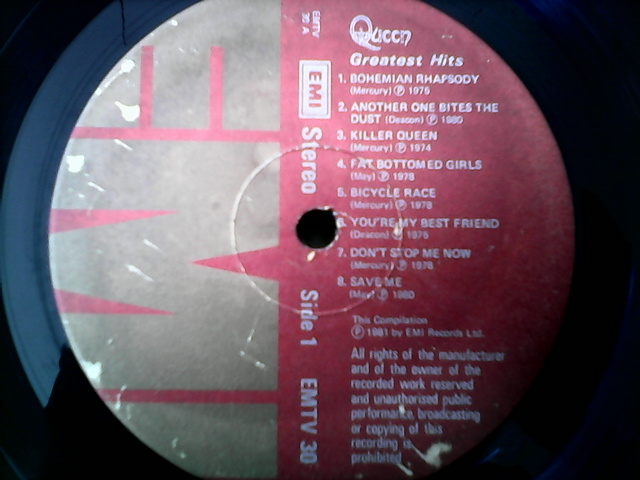 EMTV
30 A
EMI
Stereo
Side 1
EMTV 30
Queen
Greatest Hits
1. BOHEMIAN RHAPSODY
(Mercury) Ⓟ 1975
2. ANOTHER ONE BITES THE
DUST (Deacon) Ⓟ 1980
3. KILLER QUEEN
(Mercury) Ⓟ 1974
4. FAT BOTTOMED GIRLS
(May) Ⓟ 1978
5. BICYCLE RACE
(Mercury) Ⓟ 1978
6. YOU'RE MY BEST FRIEND
(Deacon) Ⓟ 1975
7. DON'T STOP ME NOW
(Mercury) Ⓟ 1978
8. SAVE ME
(May) Ⓟ 1980
This Compilation
Ⓟ 1981 by EMI Records Ltd.
All rights of the manufacturer
and of the owner of the
recorded work reserved
and unauthorised public
performance, broadcasting
or copying of this
recording is
prohibited